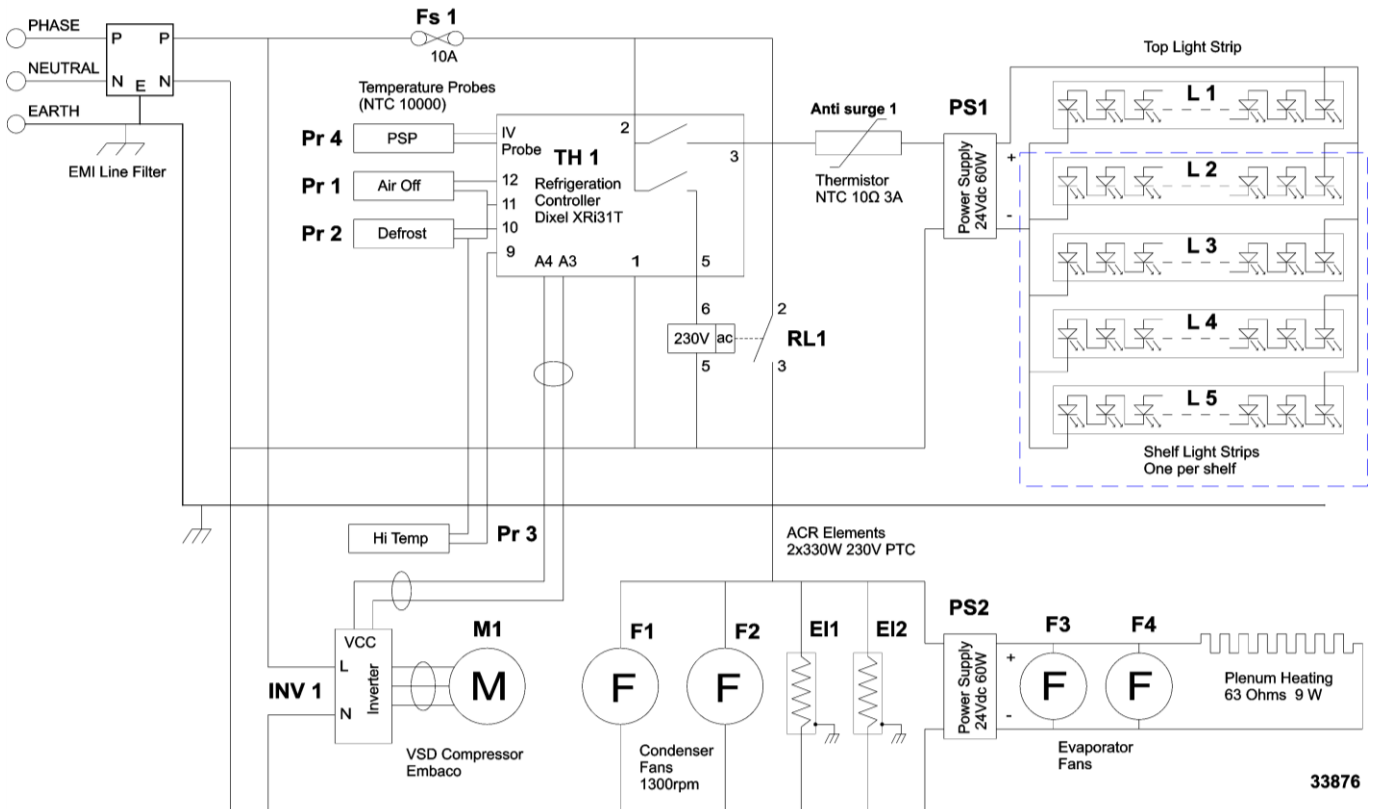 PHASE
NEUTRAL
EARTH
P P
N E N
EMI Line Filter
Fs 1
10A
Temperature Probes
(NTC 10000)
Pr 4
PSP
Pr 1
Air Off
Pr 2
Defrost
IV
Probe
12
11
10
9
TH 1
Refrigeration
Controller
Dixel XRi31T
2
3
A4 A3
1
5
6
230V ac
5
2
3
RL1
Anti surge 1
Thermistor
NTC 10Ω 3A
PS1
Power Supply
24Vdc 60W
+
-
Top Light Strip
L 1
L 2
L 3
L 4
L 5
Shelf Light Strips
One per shelf
Hi Temp
Pr 3
ACR Elements
2x330W 230V PTC
INV 1
VCC
L
N
Inverter
M1
M
VSD Compressor
Embaco
F1
F
F2
F
Condenser
Fans
1300rpm
El1
El2
PS2
Power Supply
24Vdc 60W
+
-
F3
F
F4
F
Evaporator
Fans
Plenum Heating
63 Ohms 9 W
33876